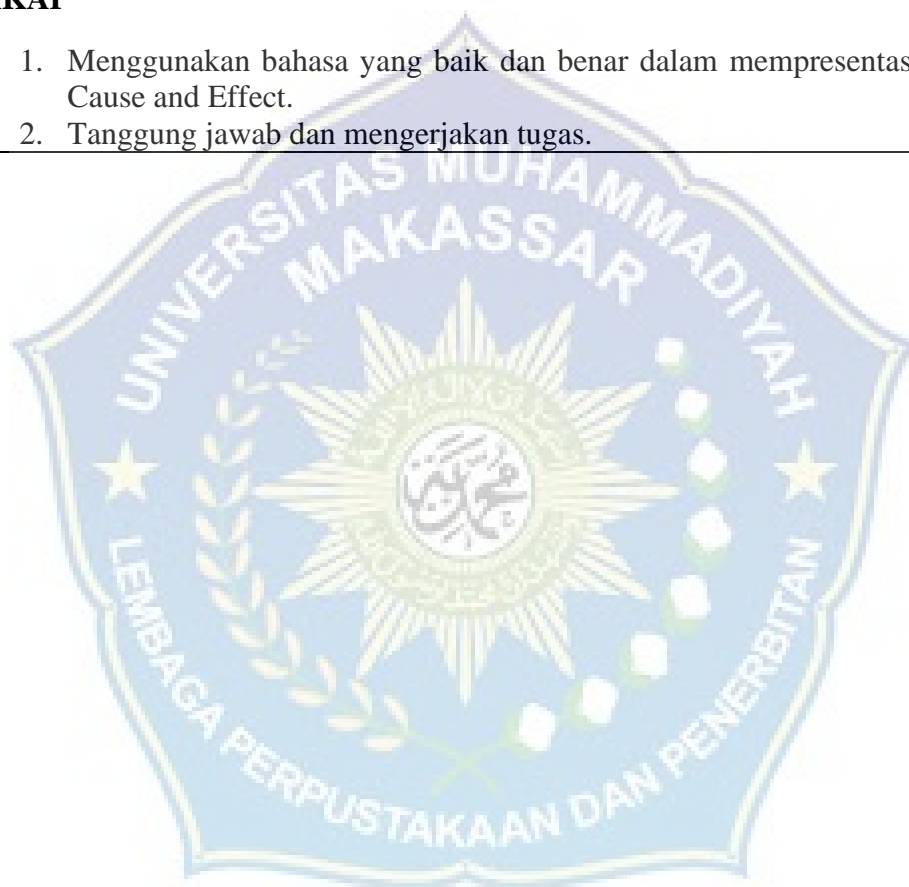 1. Menggunakan bahasa yang baik dan benar dalam mempresentas
Cause and Effect.
2. Tanggung jawab dan mengerjakan tugas.
UNIVERSITAS MUHAMMADIYAH
MAKASSAR
LEMBAGA PERPUSTAKAAN DAN PENERBITAN